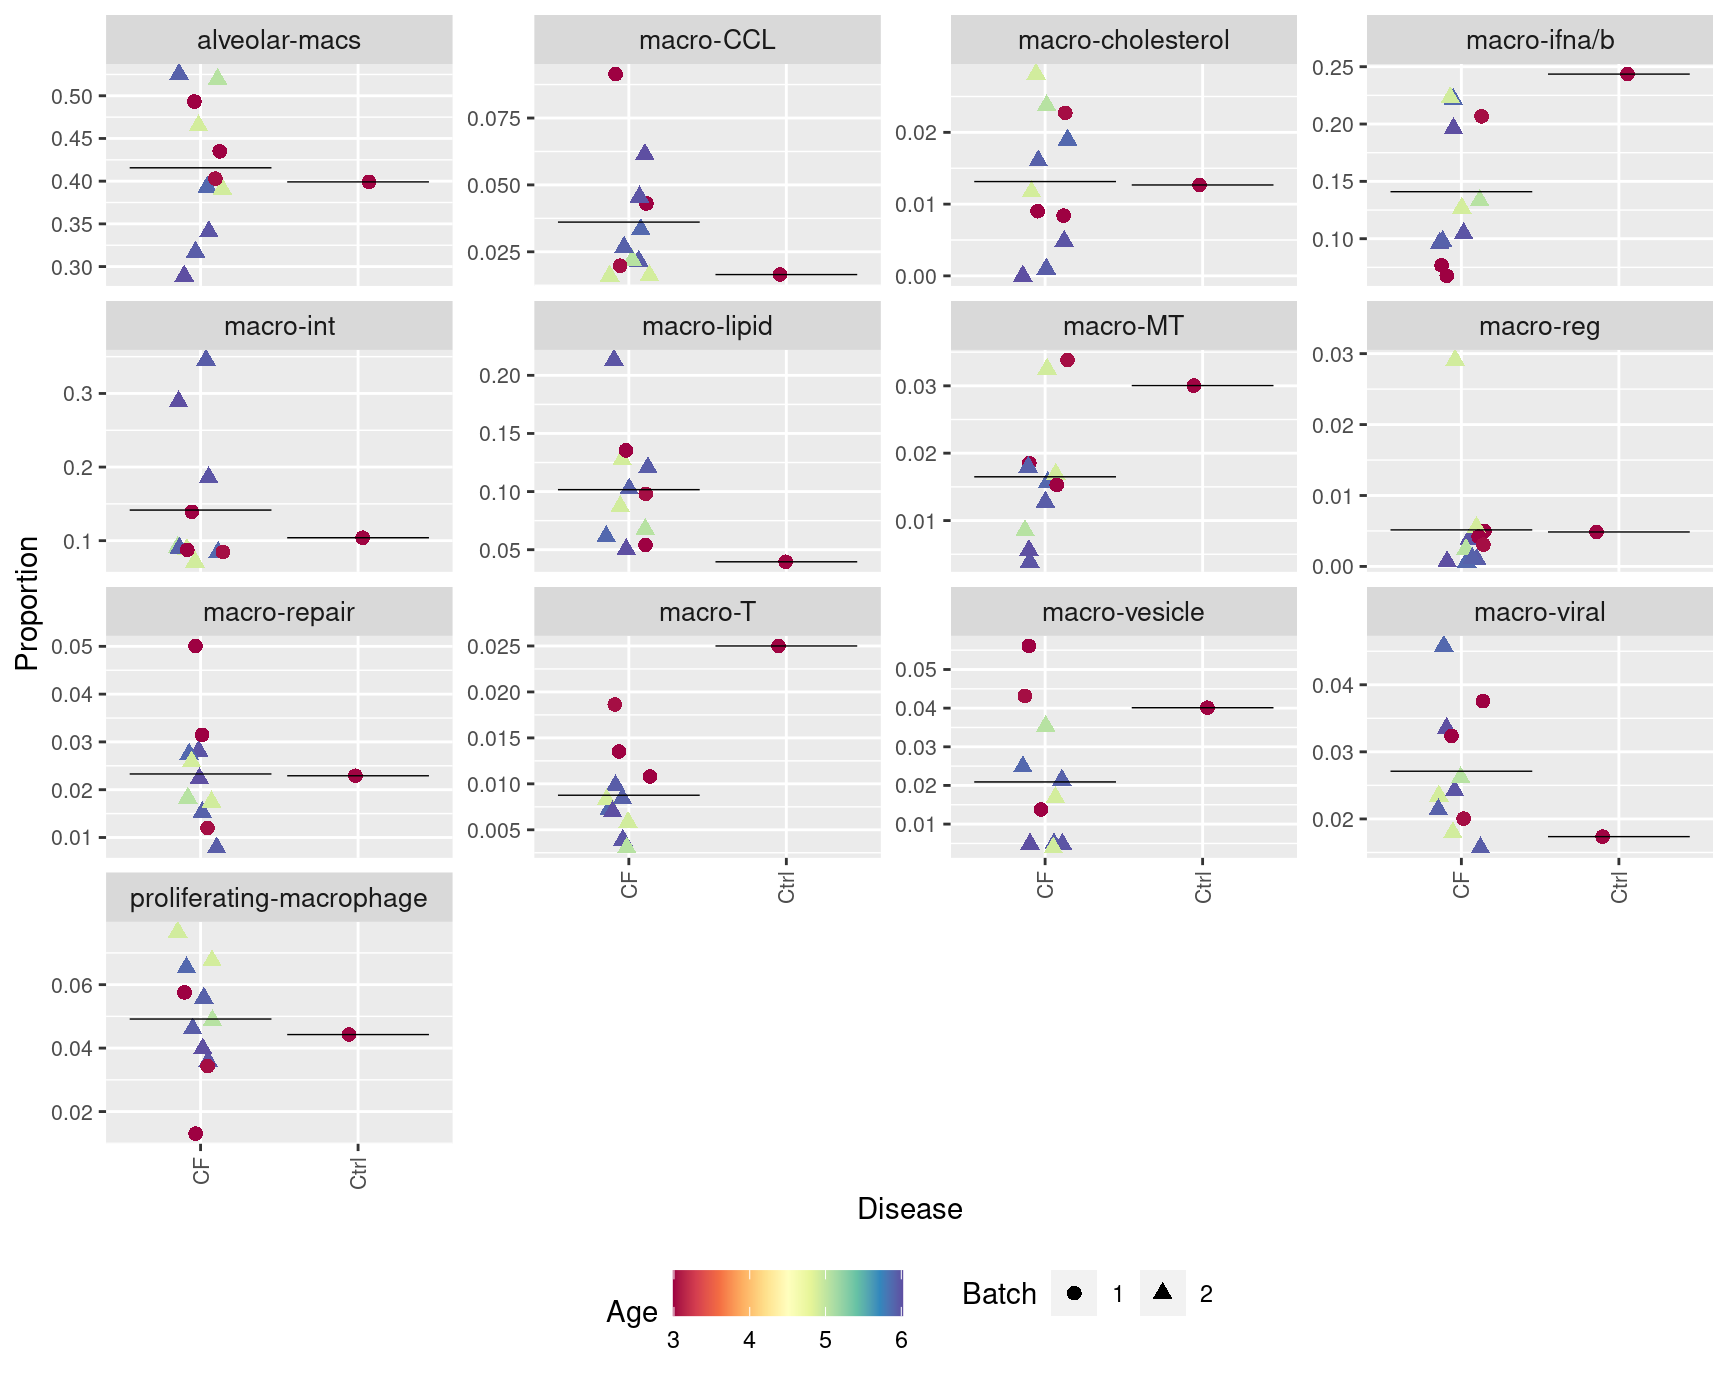 alveolar-macs
macro-CCL
macro-cholesterol
macro-ifna/b
0.50
0.45
0.40
0.35
0.30
0.075
0.050
0.025
0.02
0.01
0.00
0.25
0.20
0.15
0.10
macro-int
macro-lipid
macro-MT
macro-reg
0.3
0.2
0.1
0.20
0.15
0.10
0.05
0.03
0.02
0.01
0.03
0.02
0.01
0.00
Proportion
macro-repair
macro-T
macro-vesicle
macro-viral
0.05
0.04
0.03
0.02
0.01
0.025
0.020
0.015
0.010
0.005
0.05
0.04
0.03
0.02
0.01
0.04
0.03
0.02
CF
Ctrl
CF
Ctrl
CF
Ctrl
proliferating-macrophage
0.06
0.04
0.02
CF
Ctrl
Disease
Age
3
4
5
6
Batch
1
2